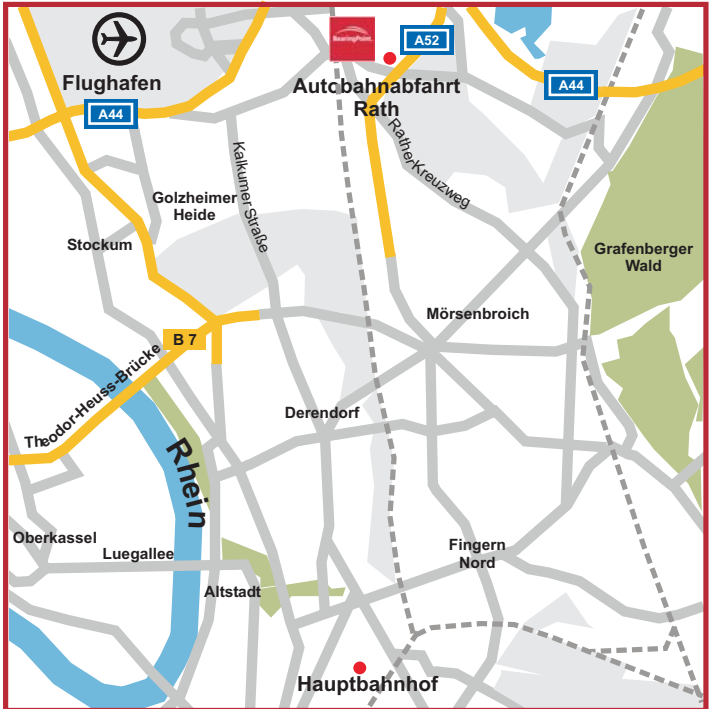 BearingPoint.
A52
Flughafen
Autobahnabfahrt
Rath
A44
A44
Rather Kreuzweg
Kalkumer Straße
Golzheimer
Heide
Stockum
Grafenberger
Wald
Mörsenbroich
B 7
Theodor-Heuss-Brücke
Derendorf
Rhein
Oberkassel
Luegallee
Fingern
Nord
Altstadt
Hauptbahnhof